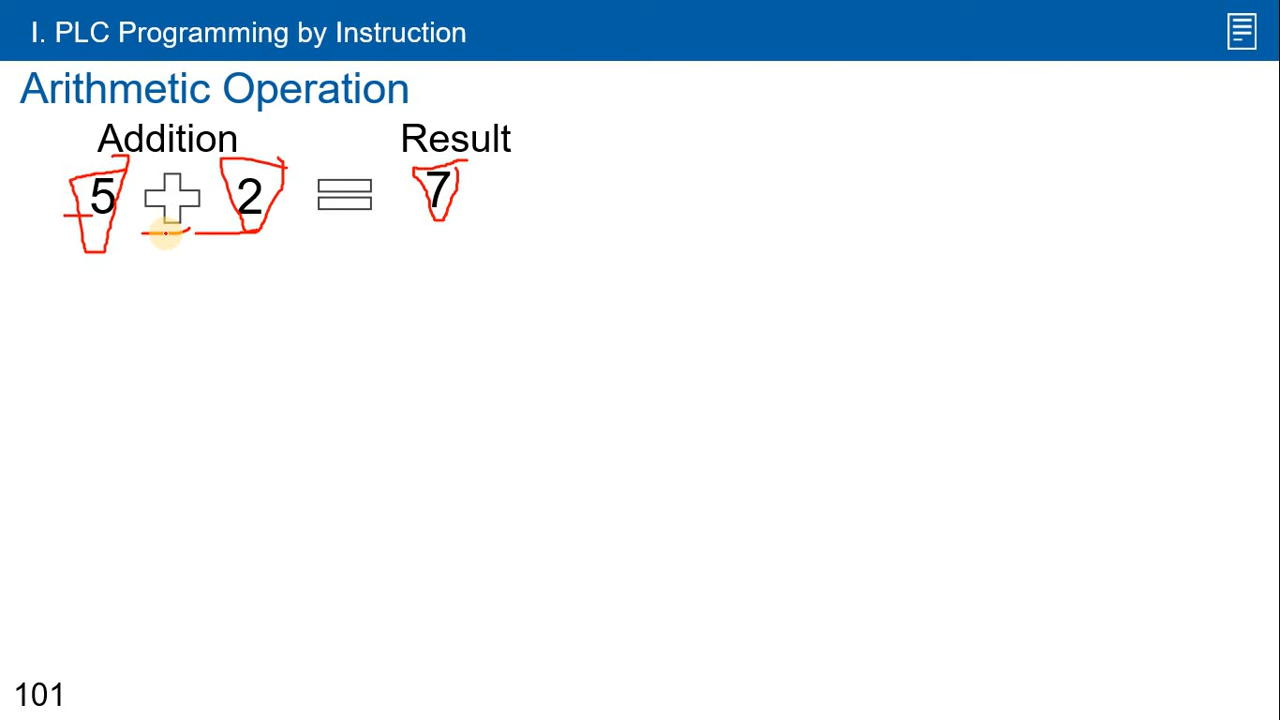 I. PLC Programming by Instruction
Arithmetic Operation
Addition Result
5 + 2 = 7
101